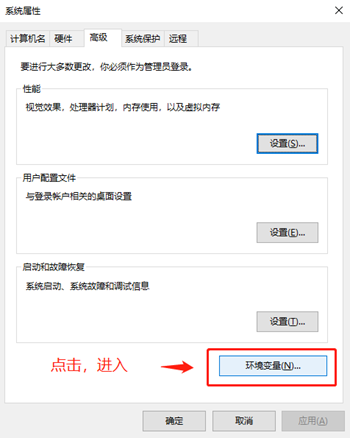 系统属性
计算机名 硬件 高级 系统保护 远程
要进行大多数更改，你必须作为管理员登录。
性能
视觉效果，处理器计划，内存使用，以及虚拟内存
设置(S)...
用户配置文件
与登录帐户相关的桌面设置
设置(E)...
启动和故障恢复
系统启动、系统故障和调试信息
设置(T)...
点击，进入
环境变量(N)...
确定 取消 应用(A)